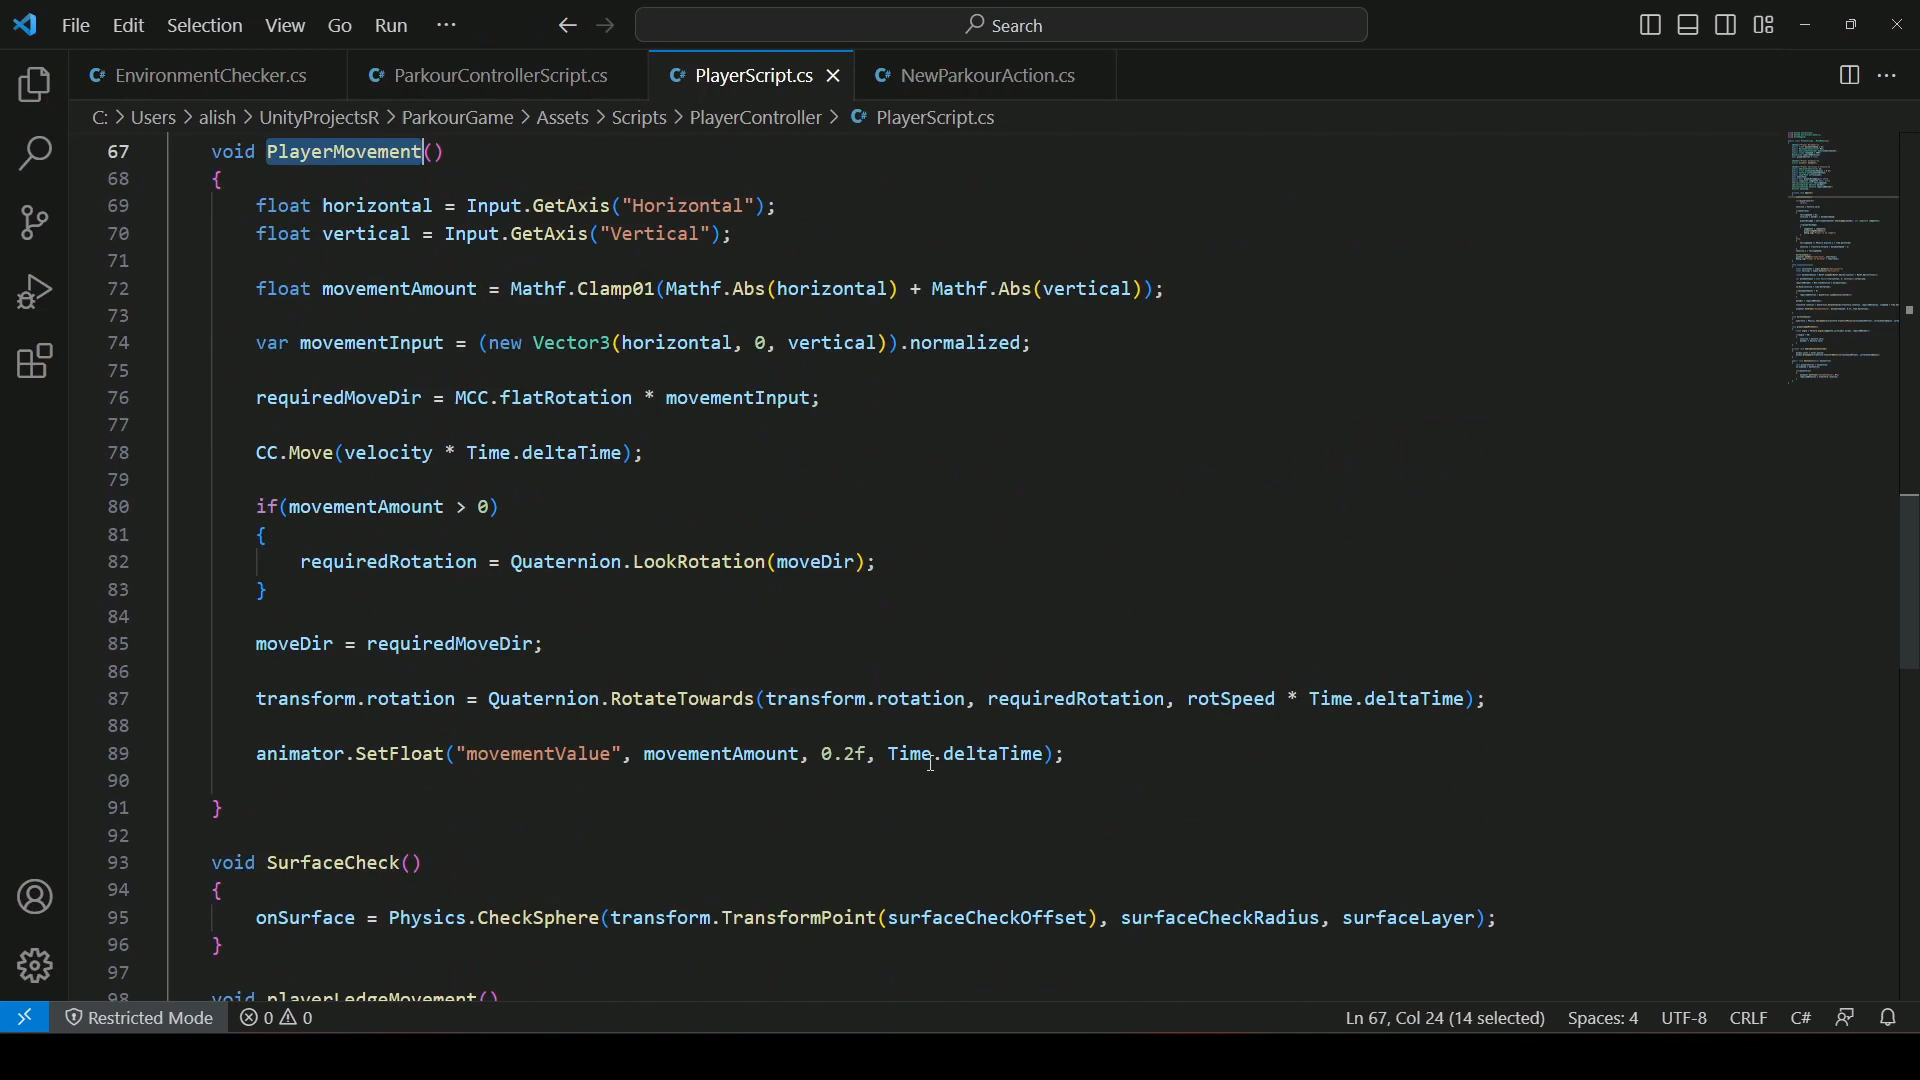 File Edit Selection View Go Run ··· Search
EnvironmentChecker.cs ParkourControllerScript.cs PlayerScript.cs NewParkourAction.cs
C: > Users > alish > UnityProjectsR > ParkourGame > Assets > Scripts > PlayerController > PlayerScript.cs
67 void PlayerMovement()
68 {
69 float horizontal = Input.GetAxis("Horizontal");
70 float vertical = Input.GetAxis("Vertical");
71
72 float movementAmount = Mathf.Clamp01(Mathf.Abs(horizontal) + Mathf.Abs(vertical));
73
74 var movementInput = (new Vector3(horizontal, 0, vertical)).normalized;
75
76 requiredMoveDir = MCC.flatRotation * movementInput;
77
78 CC.Move(velocity * Time.deltaTime);
79
80 if(movementAmount > 0)
81 {
82 requiredRotation = Quaternion.LookRotation(moveDir);
83 }
84
85 moveDir = requiredMoveDir;
86
87 transform.rotation = Quaternion.RotateTowards(transform.rotation, requiredRotation, rotSpeed * Time.deltaTime);
88
89 animator.SetFloat("movementValue", movementAmount, 0.2f, Time.deltaTime);
90
91 }
92
93 void SurfaceCheck()
94 {
95 onSurface = Physics.CheckSphere(transform.TransformPoint(surfaceCheckOffset), surfaceCheckRadius, surfaceLayer);
96 }
97
98 void playerLedgeMovement()
Restricted Mode 0 0 Ln 67, Col 24 (14 selected) Spaces: 4 UTF-8 CRLF C#